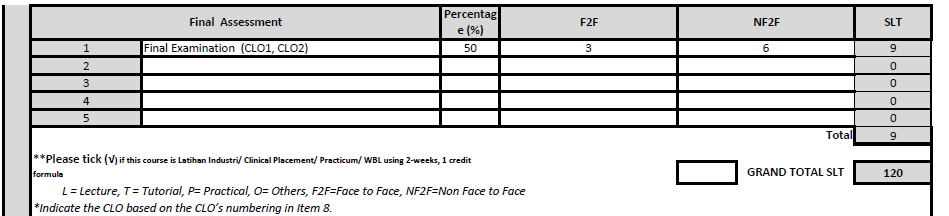 Final Assessment Percentag e (%) F2F NF2F SLT
1 Final Examination (CLO1, CLO2) 50 3 6 9
2 0
3 0
4 0
5 0
Total 9
**Please tick (√) if this course is Latihan Industri/ Clinical Placement/ Practicum/ WBL using 2-weeks, 1 credit
formula
GRAND TOTAL SLT 120
L = Lecture, T = Tutorial, P= Practical, O= Others, F2F=Face to Face, NF2F=Non Face to Face
*Indicate the CLO based on the CLO's numbering in Item 8.